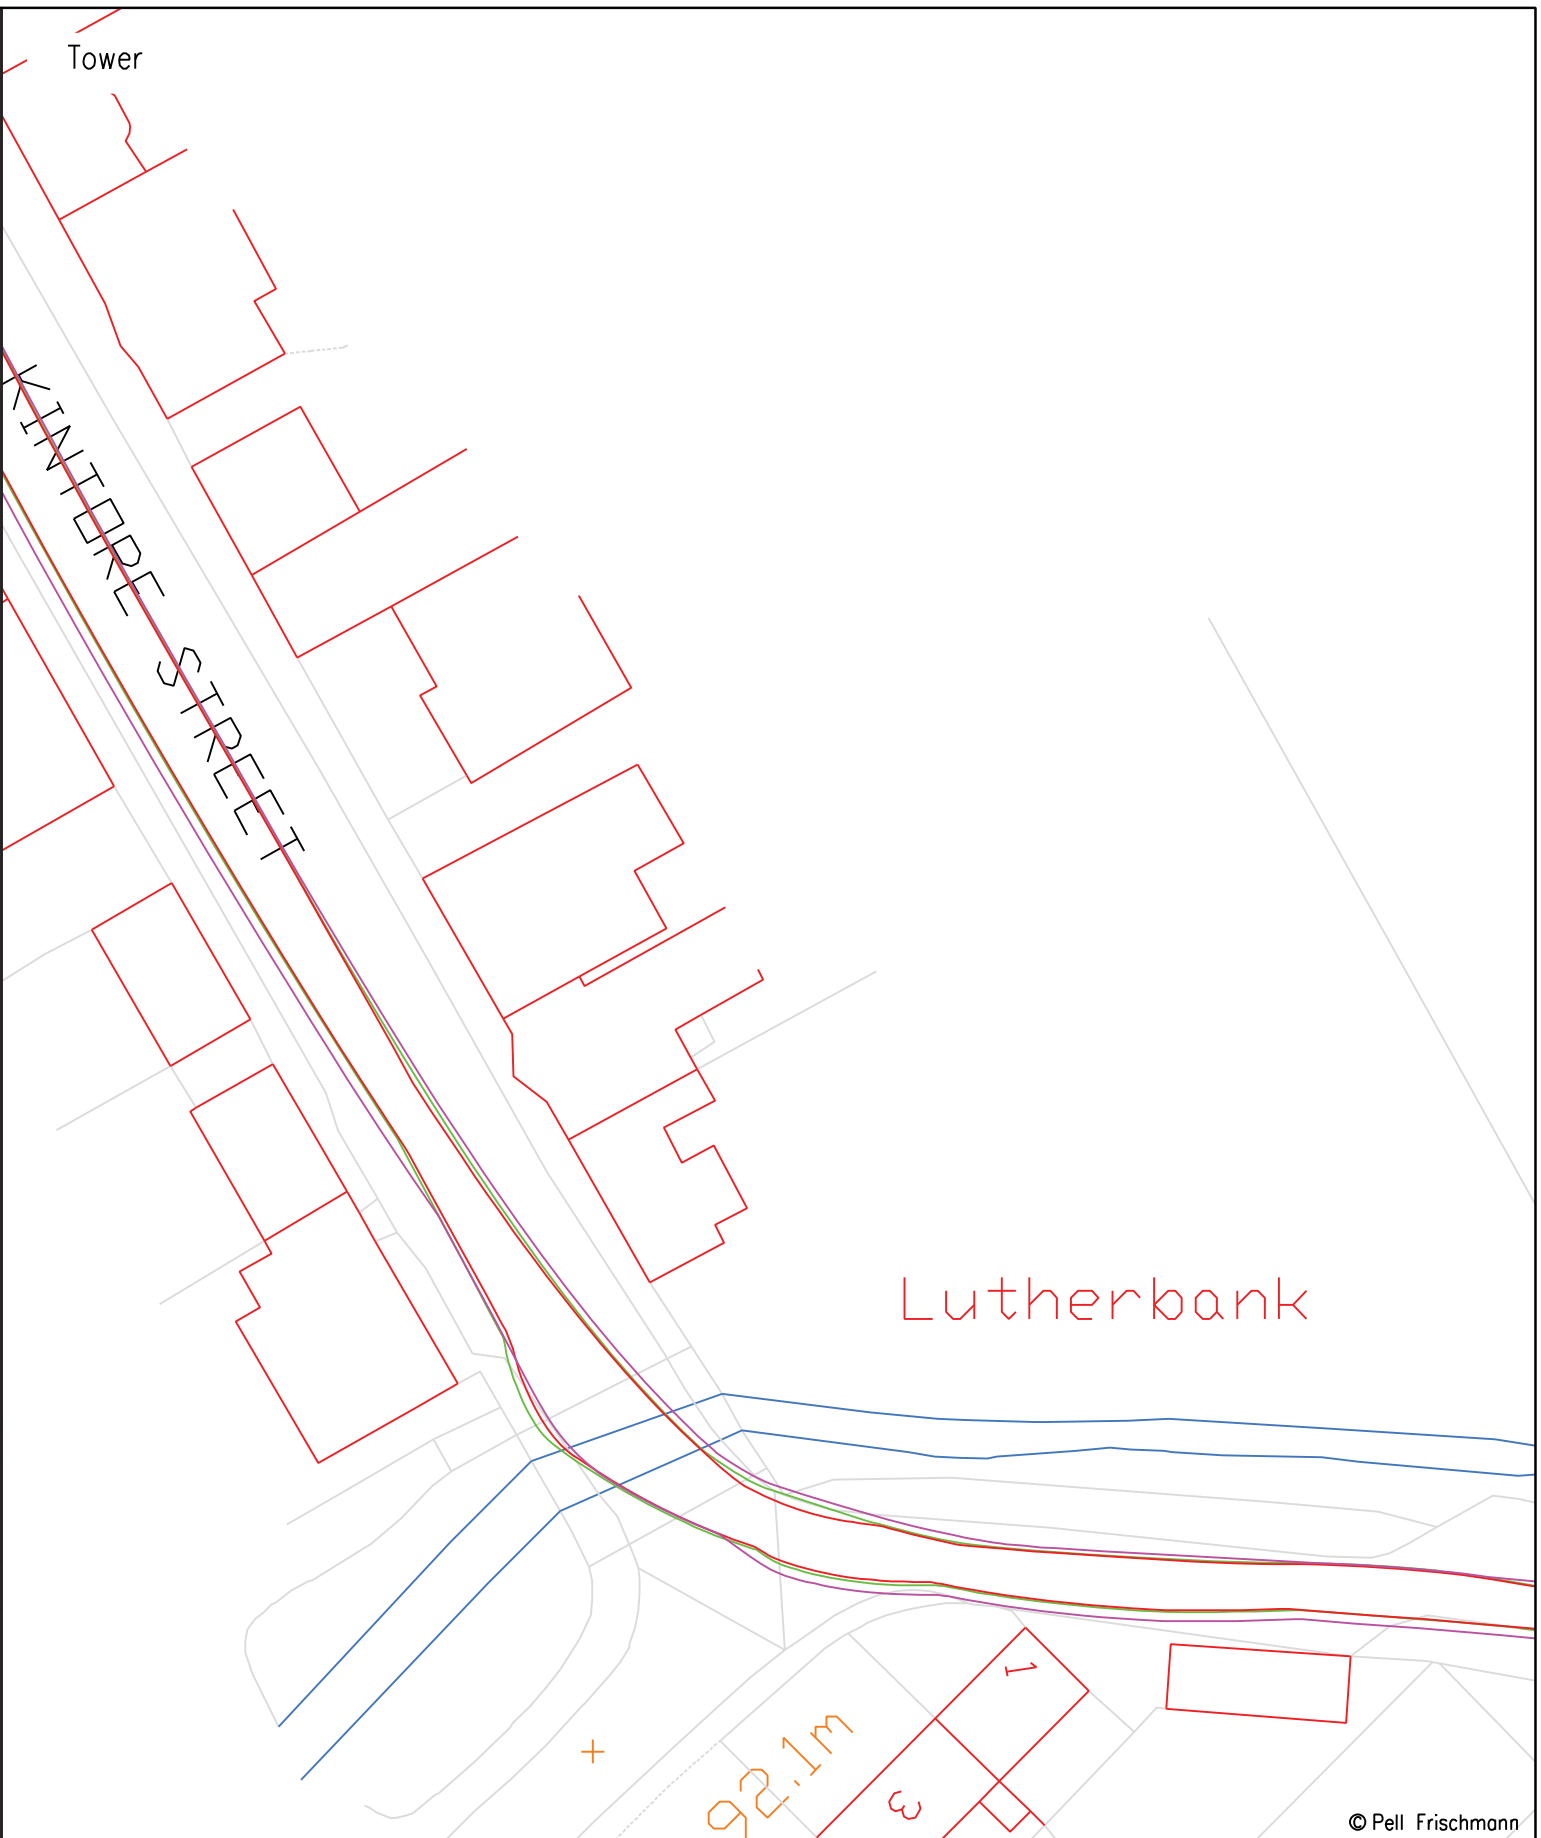 Tower
KINTORE STREET
Lutherbank
1
92.1m
3
© Pell Frischmann